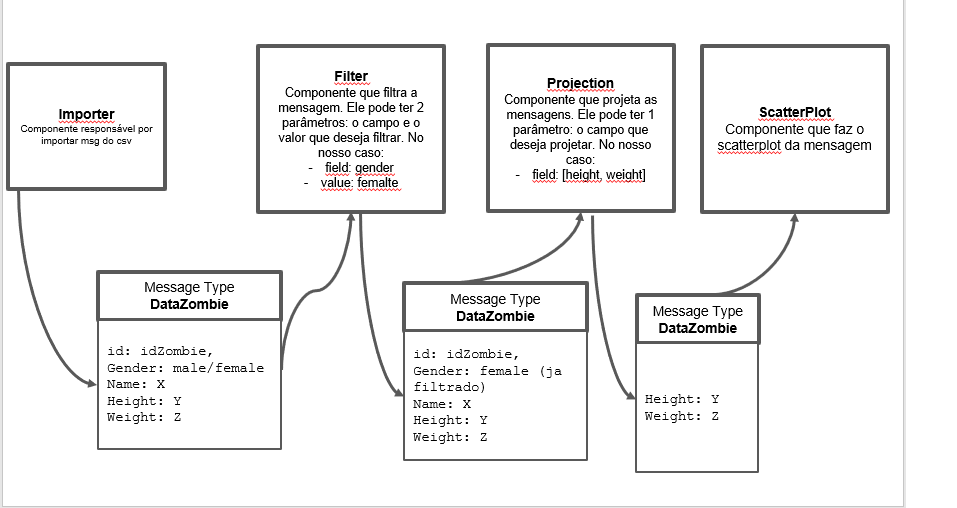 Importer
Componente responsável por
importar msg do csv
Filter
Componente que filtra a
mensagem. Ele pode ter 2
parâmetros: o campo e o
valor que deseja filtrar. No
nosso caso:
- field: gender
- value: femalte
Projection
Componente que projeta as
mensagens. Ele pode ter 1
parâmetro: o campo que
deseja projetar. No nosso
caso:
- field: [height, weight]
ScatterPlot
Componente que faz o
scatterplot da mensagem
Message Type
DataZombie
id: idZombie,
Gender: male/female
Name: X
Height: Y
Weight: Z
Message Type
DataZombie
id: idZombie,
Gender: female (ja
filtrado)
Name: X
Height: Y
Weight: Z
Message Type
DataZombie
Height: Y
Weight: Z